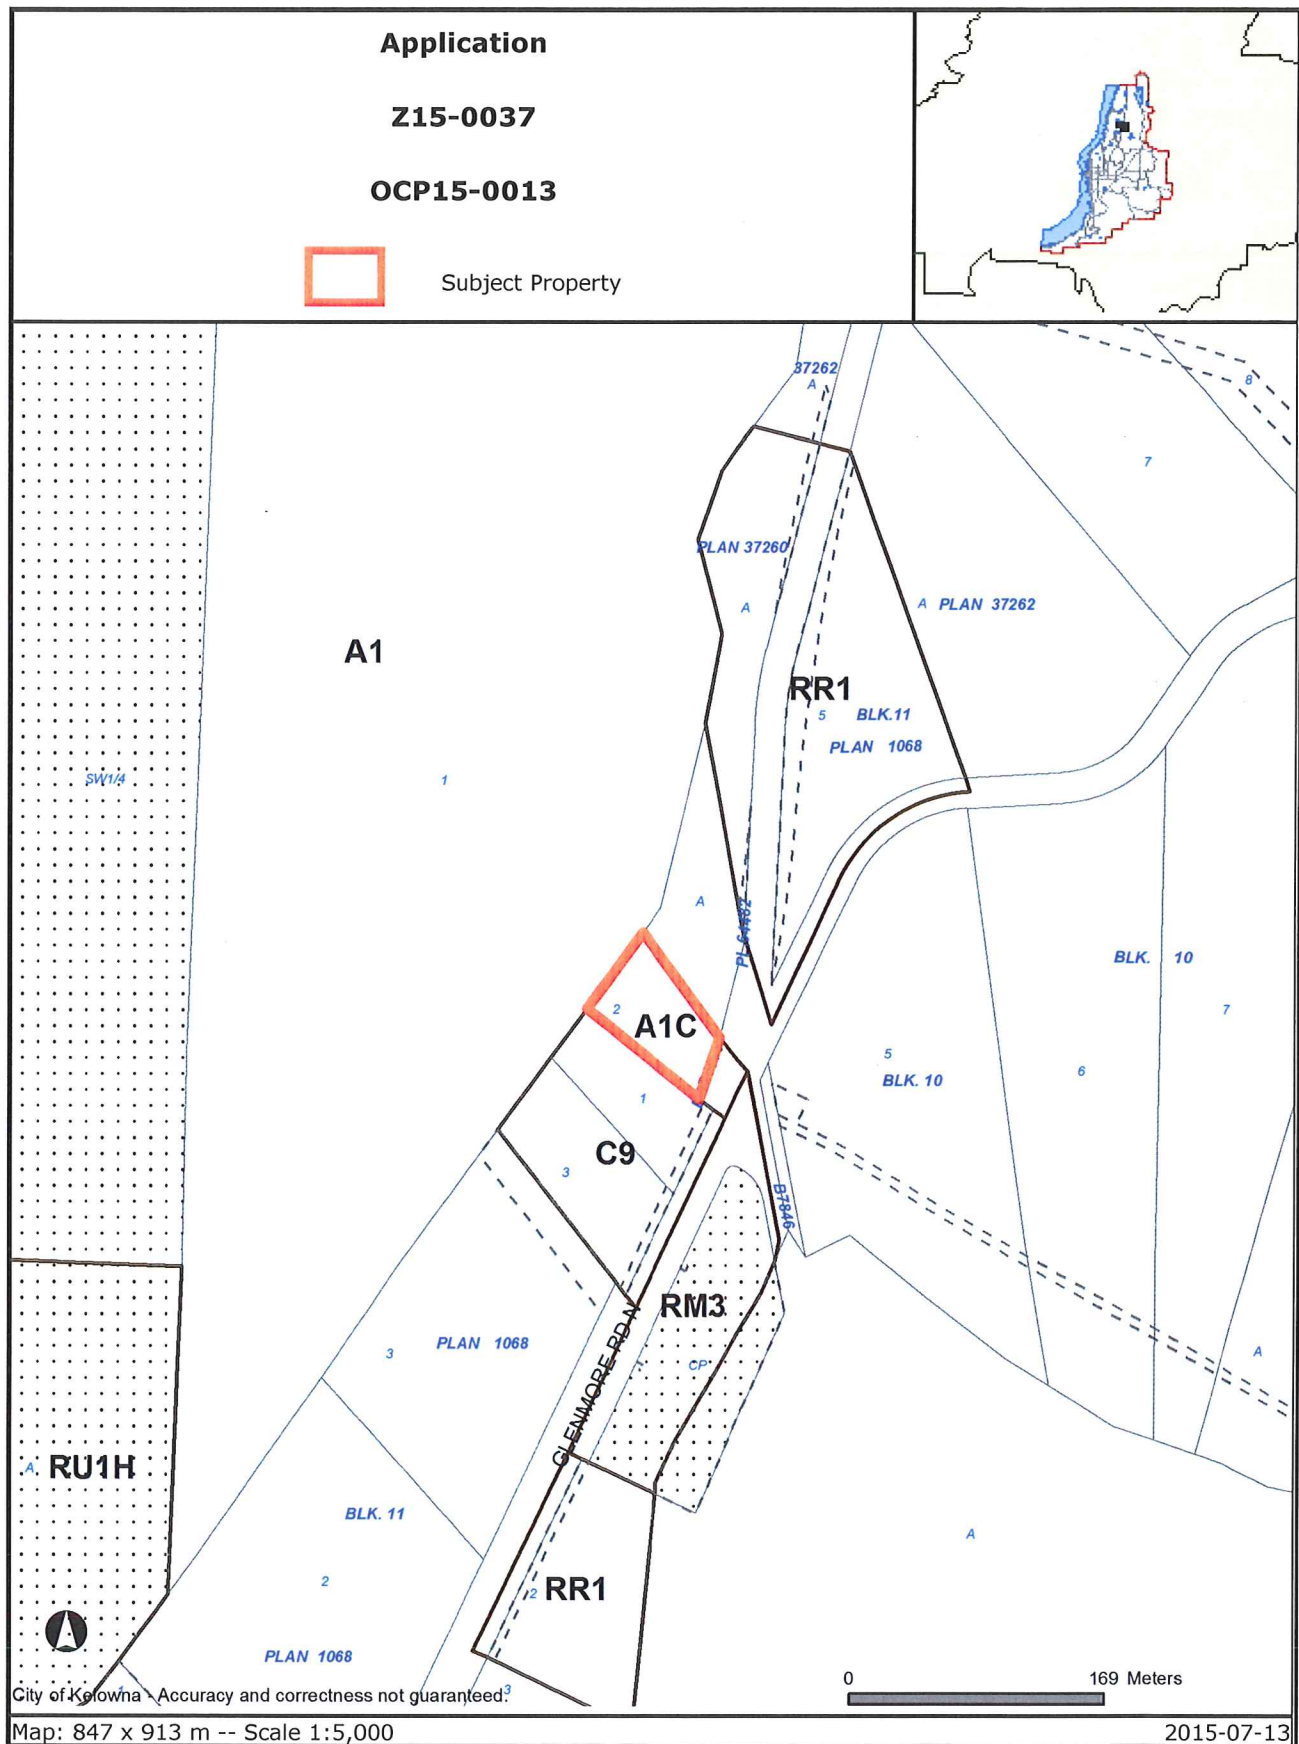 Application
Z15-0037
OCP15-0013
Subject Property
37262
A
8
7
PLAN 37260
A
A PLAN 37262
A1
RR1
5 BLK.11
PLAN 1068
SW1/4
1
A
PL 64482
BLK. 10
2
A1C
7
5
BLK. 10
6
1
C9
3
B7846
RM3
PLAN 1068
3
CP
A
GLENMORE RD N
A
RU1H
BLK. 11
A
2
2
RR1
PLAN 1068
0 169 Meters
1
3
City of Kelowna - Accuracy and correctness not guaranteed.
Map: 847 x 913 m -- Scale 1:5,000
2015-07-13